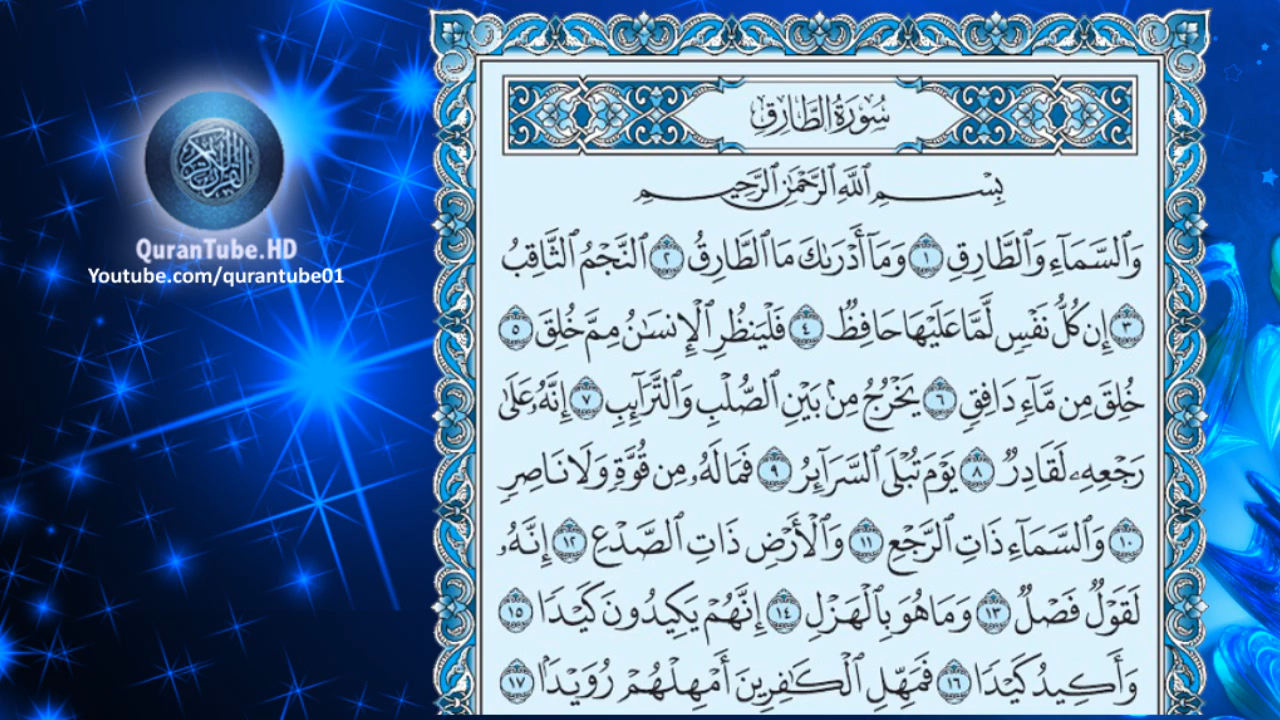 QuranTube.HD
Youtube.com/qurantube01
سُورَةُ الطَّارِقِ
بِسْمِ ٱللَّهِ ٱلرَّحْمَٰنِ ٱلرَّحِيمِ
وَٱلسَّمَآءِ وَٱلطَّارِقِ ١ وَمَآ أَدْرَىٰكَ مَا ٱلطَّارِقُ ٢ ٱلنَّجْمُ ٱلثَّاقِبُ
٣ إِن كُلُّ نَفْسٍ لَّمَّا عَلَيْهَا حَافِظٌ ٤ فَلْيَنظُرِ ٱلْإِنسَٰنُ مِمَّ خُلِقَ ٥
خُلِقَ مِن مَّآءٍ دَافِقٍ ٦ يَخْرُجُ مِنۢ بَيْنِ ٱلصُّلْبِ وَٱلتَّرَآئِبِ ٧ إِنَّهُۥ عَلَىٰ
رَجْعِهِۦ لَقَادِرٌ ٨ يَوْمَ تُبْلَى ٱلسَّرَآئِرُ ٩ فَمَا لَهُۥ مِن قُوَّةٍ وَلَا نَاصِرٍ
١٠ وَٱلسَّمَآءِ ذَاتِ ٱلرَّجْعِ ١١ وَٱلْأَرْضِ ذَاتِ ٱلصَّدْعِ ١٢ إِنَّهُۥ
لَقَوْلٌ فَصْلٌ ١٣ وَمَا هُوَ بِٱلْهَزْلِ ١٤ إِنَّهُمْ يَكِيدُونَ كَيْدًا ١٥
وَأَكِيدُ كَيْدًا ١٦ فَمَهِّلِ ٱلْكَٰفِرِينَ أَمْهِلْهُمْ رُوَيْدًۢا ١٧